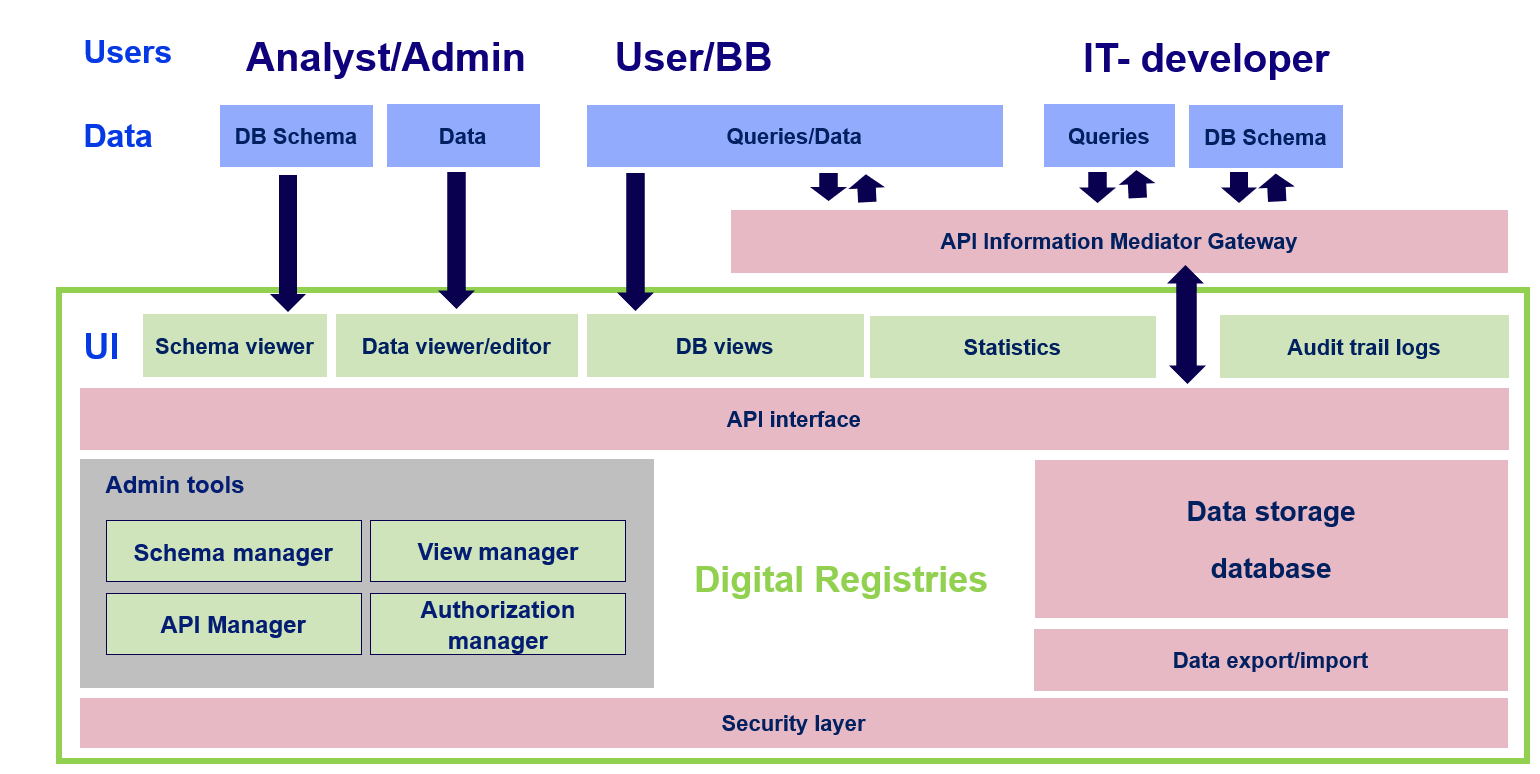 Users
Analyst/Admin
User/BB
IT- developer
Data
DB Schema
Data
Queries/Data
Queries
DB Schema
API Information Mediator Gateway
UI
Schema viewer
Data viewer/editor
DB views
Statistics
Audit trail logs
API interface
Admin tools
Schema manager
View manager
API Manager
Authorization
manager
Digital Registries
Data storage
database
Data export/import
Security layer